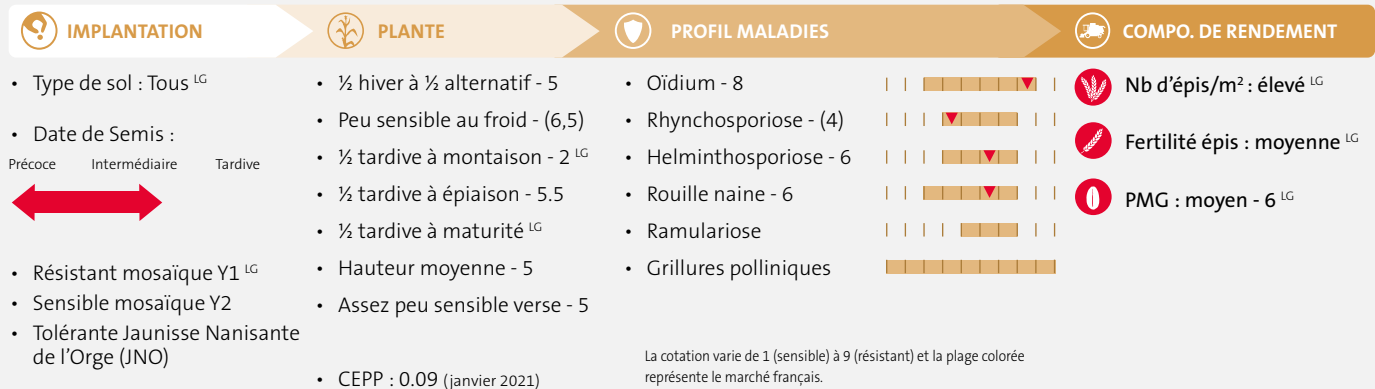 IMPLANTATION
• Type de sol : Tous LG
• Date de Semis :
Précoce Intermédiaire Tardive
• Résistant mosaïque Y1 LG
• Sensible mosaïque Y2
• Tolérante Jaunisse Nanisante
de l'Orge (JNO)
PLANTE
• ½ hiver à ½ alternatif - 5
• Peu sensible au froid - (6,5)
• ½ tardive à montaison - 2 LG
• ½ tardive à épiaison - 5.5
• ½ tardive à maturité LG
• Hauteur moyenne - 5
• Assez peu sensible verse - 5
• CEPP : 0.09 (janvier 2021)
PROFIL MALADIES
• Oïdium - 8
• Rhynchosporiose - (4)
• Helminthosporiose - 6
• Rouille naine - 6
• Ramulariose
• Grillures polliniques
La cotation varie de 1 (sensible) à 9 (résistant) et la plage colorée
représente le marché français.
COMPO. DE RENDEMENT
Nb d'épis/m² : élevé LG
Fertilité épis : moyenne LG
PMG : moyen - 6 LG